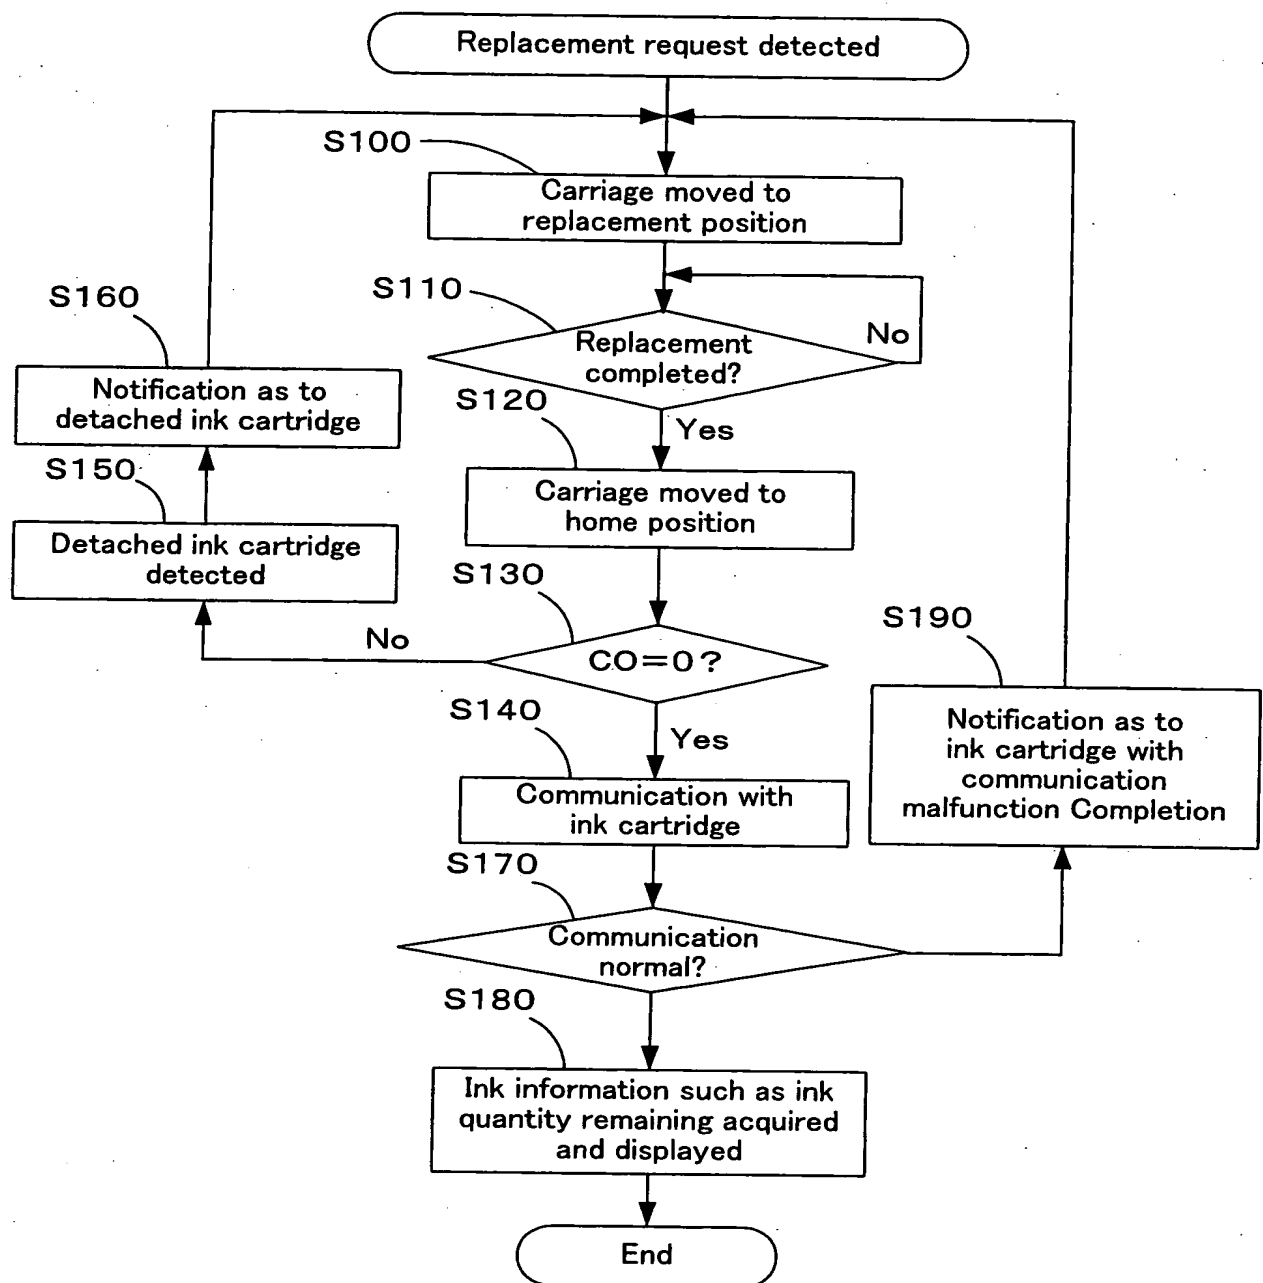 Replacement request detected
S100
Carriage moved to
replacement position
S110
Replacement
completed?
No
S160
Notification as to
detached ink cartridge
S120
Yes
S150
Carriage moved to
home position
Detached ink cartridge
detected
S130
No
CO=0?
S190
S140
Yes
Notification as to
ink cartridge with
communication
malfunction Completion
Communication with
ink cartridge
S170
Communication
normal?
S180
Ink information such as ink
quantity remaining acquired
and displayed
End